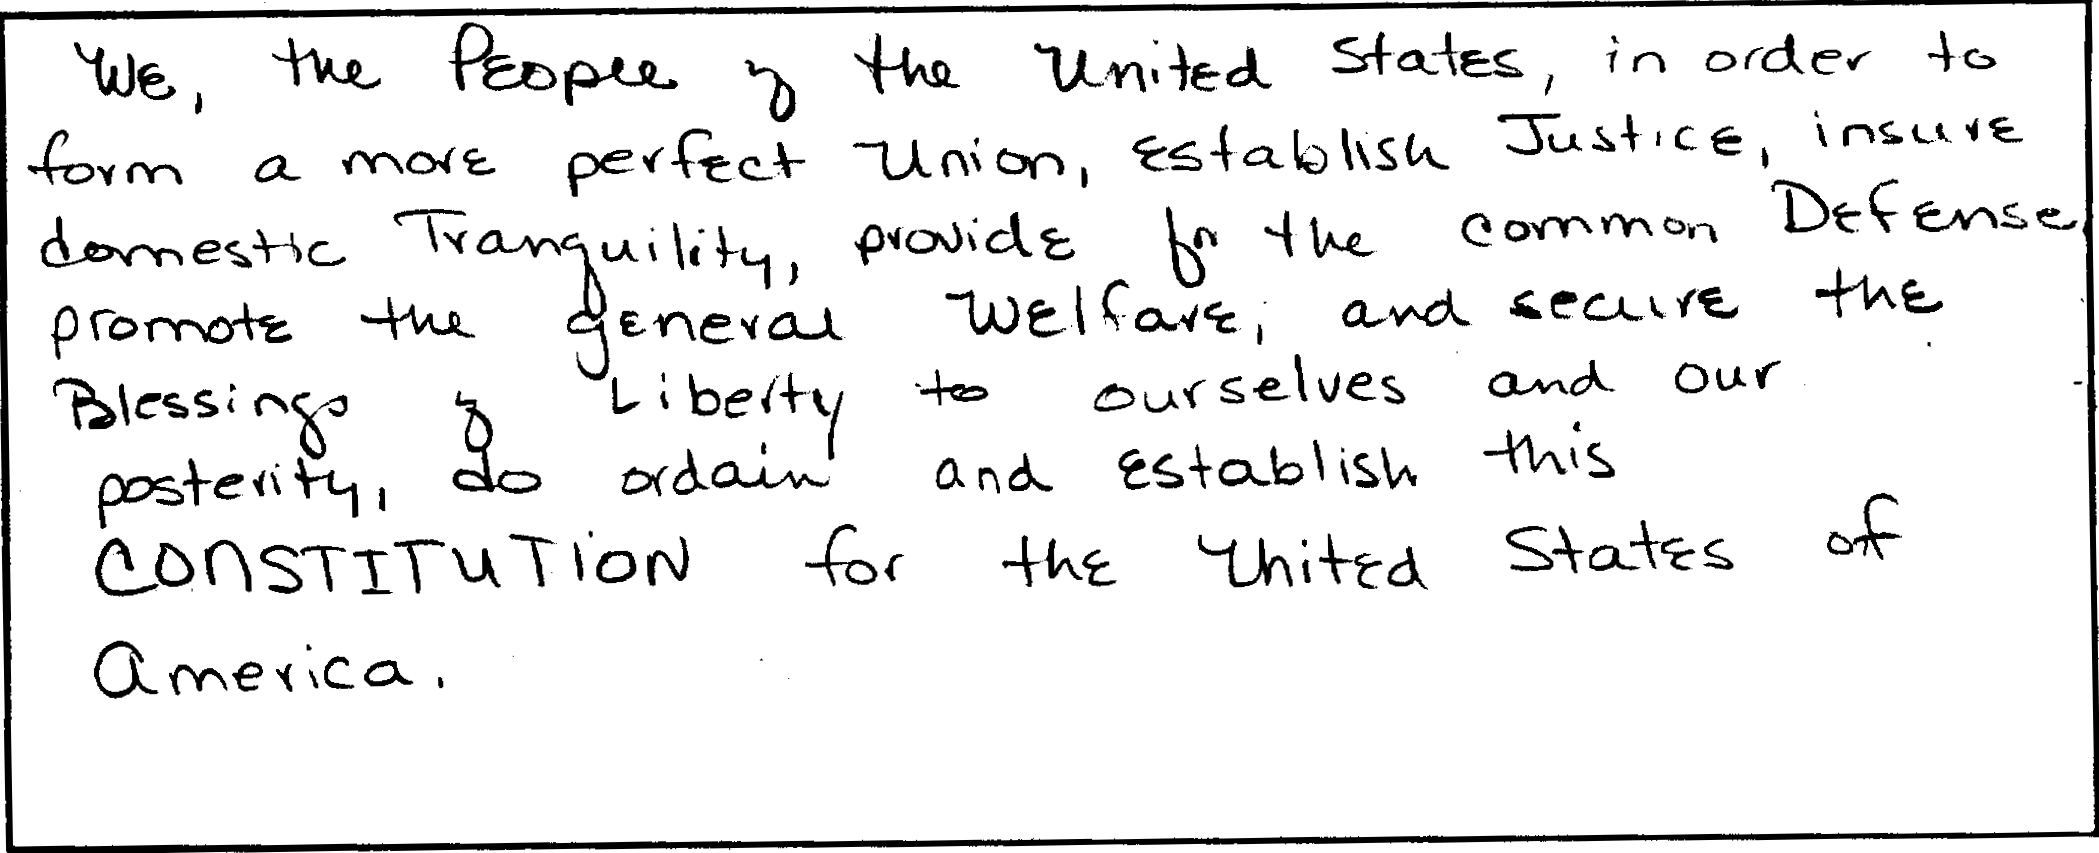 We, the People of the United States, in order to
form a more perfect Union, establish Justice, insure
domestic Tranquility, provide for the common Defense,
promote the general Welfare, and secure the
Blessings of Liberty to ourselves and our
posterity, do ordain and establish this
CONSTITUTION for the United States of
America.